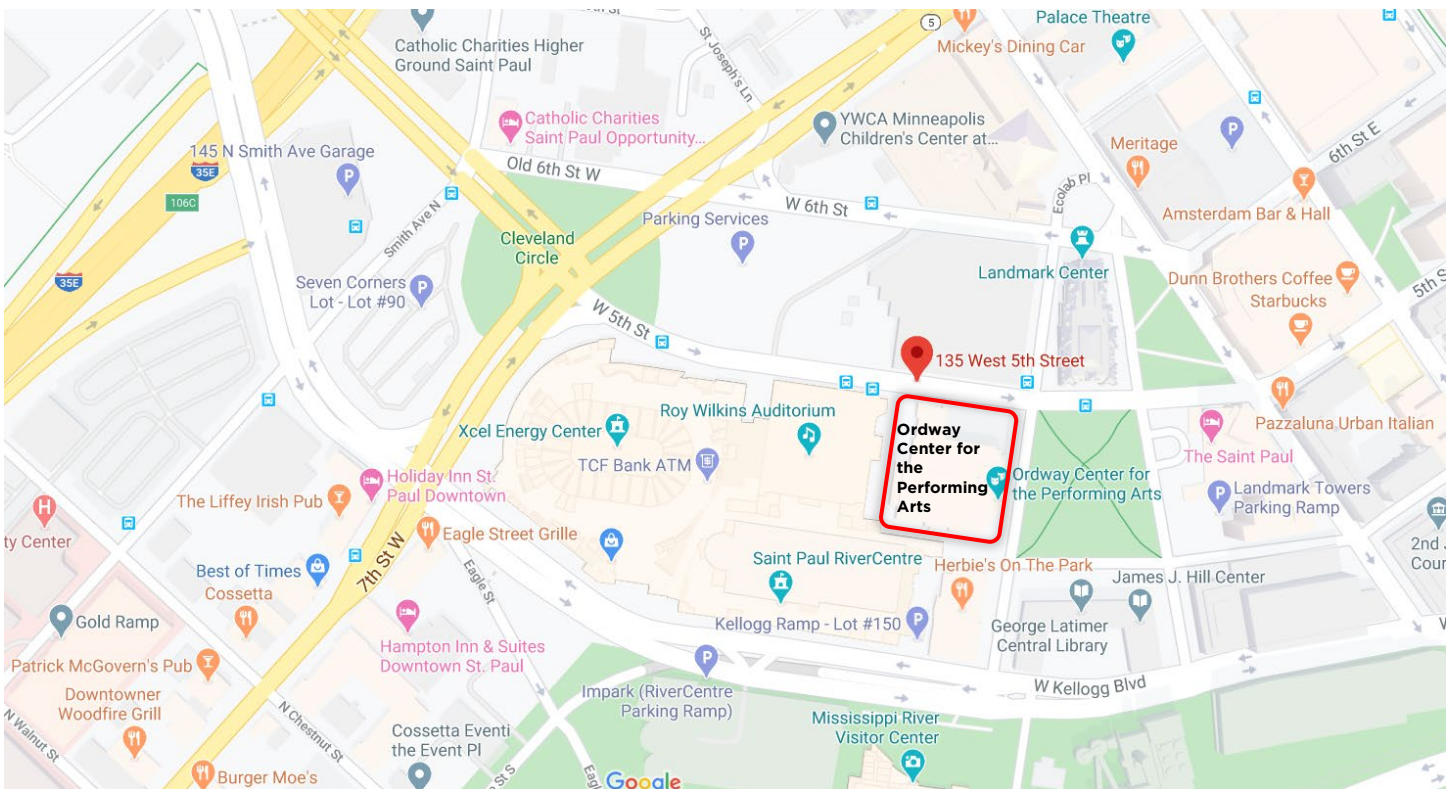 Palace Theatre
5
Mickey's Dining Car
Catholic Charities Higher
Ground Saint Paul
St Joseph's Ln
Catholic Charities
Saint Paul Opportunity...
YWCA Minneapolis
Children's Center at...
Meritage
P
6th St E
145 N Smith Ave Garage
P
35E
106C
Old 6th St W
W 6th St
Ecolab Pl
Amsterdam Bar & Hall
Smith Ave N
Parking Services
P
Cleveland
Circle
Landmark Center
Dunn Brothers Coffee
Starbucks
5th S
35E
Seven Corners
Lot - Lot #90
P
W 5th St
135 West 5th Street
Roy Wilkins Auditorium
Xcel Energy Center
TCF Bank ATM
Ordway
Center for
the
Performing
Arts
Ordway Center for
the Performing Arts
Pazzaluna Urban Italian
The Saint Paul
Landmark Towers
Parking Ramp
P
Holiday Inn St.
Paul Downtown
The Liffey Irish Pub
H
ty Center
Eagle Street Grille
7th St W
Eagle St
2nd
Cour
Best of Times
Cossetta
Saint Paul RiverCentre
Herbie's On The Park
James J. Hill Center
Gold Ramp
Hampton Inn & Suites
Downtown St. Paul
Kellogg Ramp - Lot #150
P
George Latimer
Central Library
Patrick McGovern's Pub
P
Impark (RiverCentre
Parking Ramp)
W Kellogg Blvd
Downtowner
Woodfire Grill
N Walnut St
N Chestnut St
Cossetta Eventi
the Event Pl
Mississippi River
Visitor Center
Burger Moe's
St S
Eagl
Google